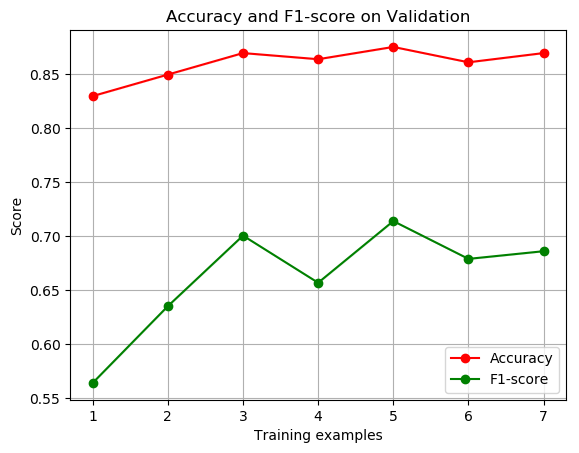 Accuracy and F1-score on Validation
0.85
0.80
0.75
0.70
0.65
0.60
0.55
Score
1 2 3 4 5 6 7
Training examples
Accuracy
F1-score